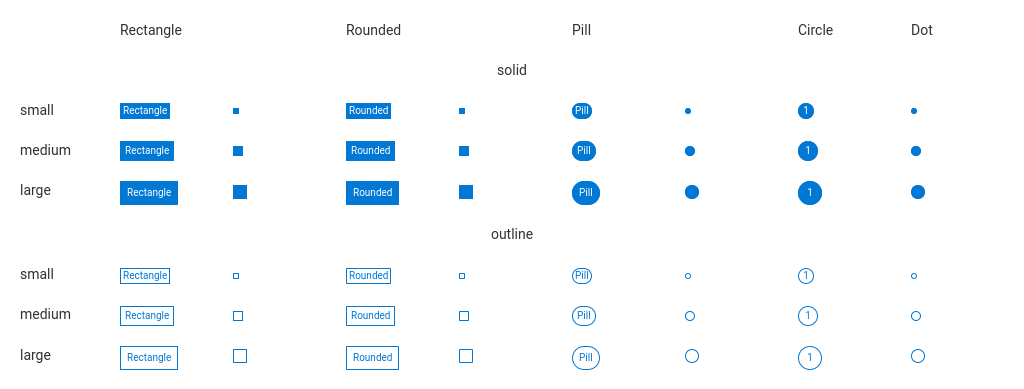 Rectangle Rounded Pill Circle Dot
solid
small Rectangle Rounded Pill 1
medium Rectangle Rounded Pill 1
large Rectangle Rounded Pill 1
outline
small Rectangle Rounded Pill 1
medium Rectangle Rounded Pill 1
large Rectangle Rounded Pill 1